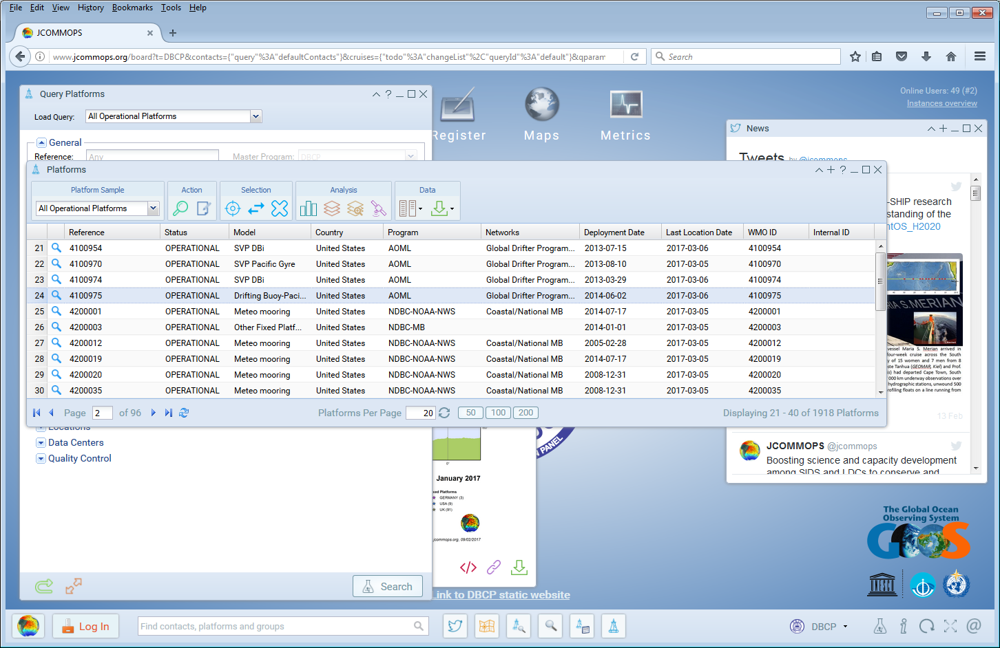 File Edit View History Bookmarks Tools Help
JCOMMOPS
www.jcommops.org/board?t=DBCP&contacts={"query"%3A"defaultContacts"}&cruises={"todo"%3A"changeList"%2C"queryId"%3A"default"}&qparam
Search
Query Platforms
Load Query: All Operational Platforms
General
Reference: Any Master Program: DBCP
Register Maps Metrics
Online Users: 49 (#2)
Instances overview
News
Tweets by @jcommops
Platforms
Platform Sample Action Selection Analysis Data
All Operational Platforms
Reference Status Model Country Program Networks Deployment Date Last Location Date WMO ID Internal ID
21 4100954 OPERATIONAL SVP DBi United States AOML Global Drifter Program... 2013-07-15 2017-03-06 4100954
22 4100970 OPERATIONAL SVP Pacific Gyre United States AOML Global Drifter Program... 2013-08-10 2017-03-05 4100970
23 4100974 OPERATIONAL SVP DBi United States AOML Global Drifter Program... 2013-03-29 2017-03-06 4100974
24 4100975 OPERATIONAL Drifting Buoy-Paci... United States AOML Global Drifter Program... 2014-06-02 2017-03-06 4100975
25 4200001 OPERATIONAL Meteo mooring United States NDBC-NOAA-NWS Coastal/National MB 2014-07-17 2017-03-05 4200001
26 4200003 OPERATIONAL Other Fixed Platf... United States NDBC-MB 2014-01-01 2017-03-05 4200003
27 4200012 OPERATIONAL Meteo mooring United States NDBC-NOAA-NWS Coastal/National MB 2005-02-28 2017-03-05 4200012
28 4200019 OPERATIONAL Meteo mooring United States NDBC-NOAA-NWS Coastal/National MB 2014-07-17 2017-03-05 4200019
29 4200020 OPERATIONAL Meteo mooring United States NDBC-NOAA-NWS Coastal/National MB 2008-12-31 2017-03-05 4200020
30 4200035 OPERATIONAL Meteo mooring United States NDBC-NOAA-NWS Coastal/National MB 2008-12-31 2017-03-05 4200035
Page 2 of 96 Platforms Per Page 20 50 100 200 Displaying 21 - 40 of 1918 Platforms
-SHIP research
standing of the
ntOS_H2020
RIA S.MERIAN
vessel Maria S. Merian arrived in
four-week cruise across the South
y of 15 women and 7 men from 8
ste Tanhua (GEOMAR, Kiel) and Prof.
) had departed Cape Town, South
000 km underway observations over
hydrographic stations, unwound 500
rofiling floats on a line running from
13 Feb
JCOMMOPS @jcommops
Boosting science and capacity development
among SIDS and LDCs to conserve and
Locations
Data Centers
Quality Control
N PANEL
0°
January 2017
xed Platforms
GERMANY (3)
USA (9)
UK (91)
jcommops.org, 09/02/2017
Search
Link to DBCP static website
The Global Ocean
Observing System
GOOS
Log In
Find contacts, platforms and groups
DBCP